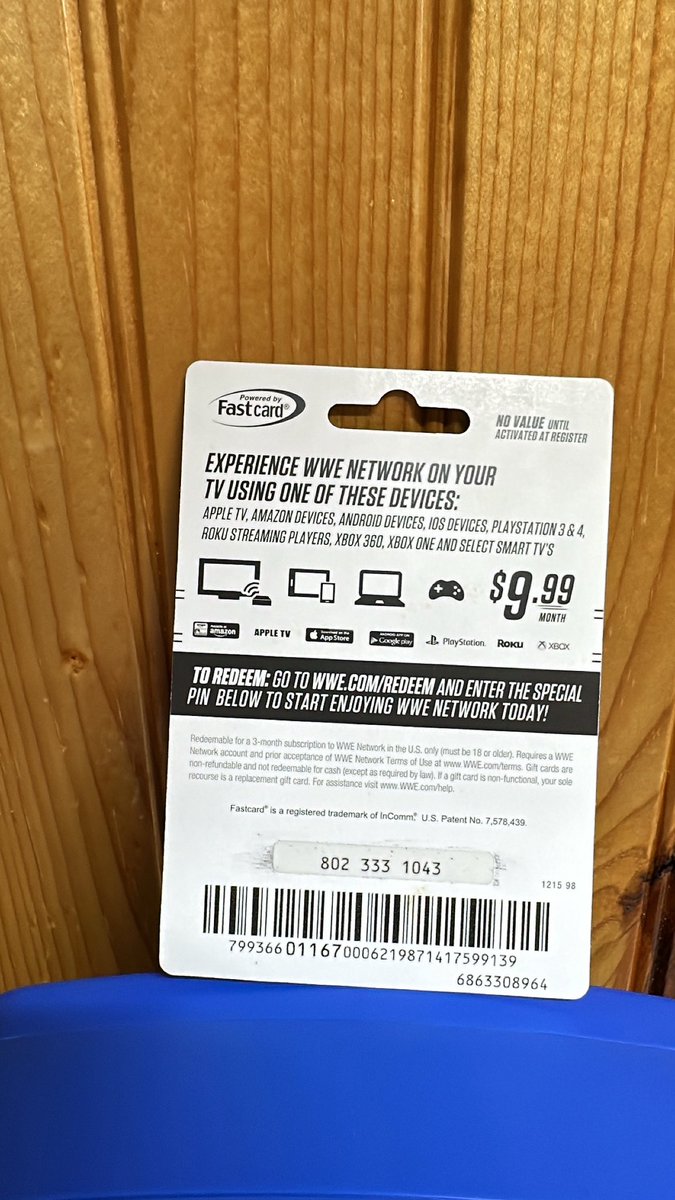 Powered by
Fastcard®
NO VALUE UNTIL
ACTIVATED AT REGISTER
EXPERIENCE WWE NETWORK ON YOUR
TV USING ONE OF THESE DEVICES:
APPLE TV, AMAZON DEVICES, ANDROID DEVICES, IOS DEVICES, PLAYSTATION 3 & 4,
ROKU STREAMING PLAYERS, XBOX 360, XBOX ONE AND SELECT SMART TV'S
$9.99
MONTH
amazon
APPLE TV
App Store
Google play
PlayStation.
ROKU
XBOX
TO REDEEM: GO TO WWE.COM/REDEEM AND ENTER THE SPECIAL
PIN BELOW TO START ENJOYING WWE NETWORK TODAY!
Redeemable for a 3-month subscription to WWE Network in the U.S. only (must be 18 or older). Requires a WWE
Network account and prior acceptance of WWE Network Terms of Use at www.WWE.com/terms. Gift cards are
non-refundable and not redeemable for cash (except as required by law). If a gift card is non-functional, your sole
recourse is a replacement gift card. For assistance visit www.WWE.com/help.
Fastcard® is a registered trademark of InComm® U.S. Patent No. 7,578,439.
802 333 1043
1215 98
799366011670006219871417599139
6863308964